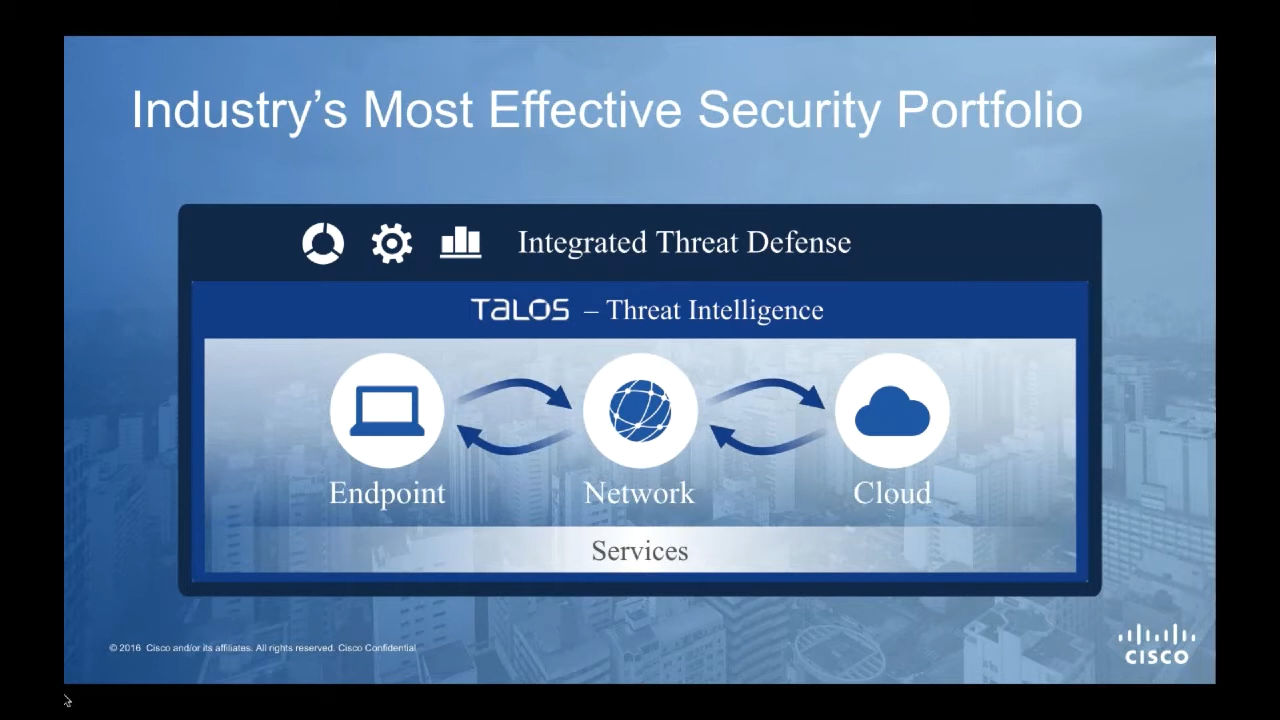 Industry’s Most Effective Security Portfolio
Integrated Threat Defense
TALOS – Threat Intelligence
Endpoint
Network
Cloud
Services
© 2016 Cisco and/or its affiliates. All rights reserved. Cisco Confidential
CISCO